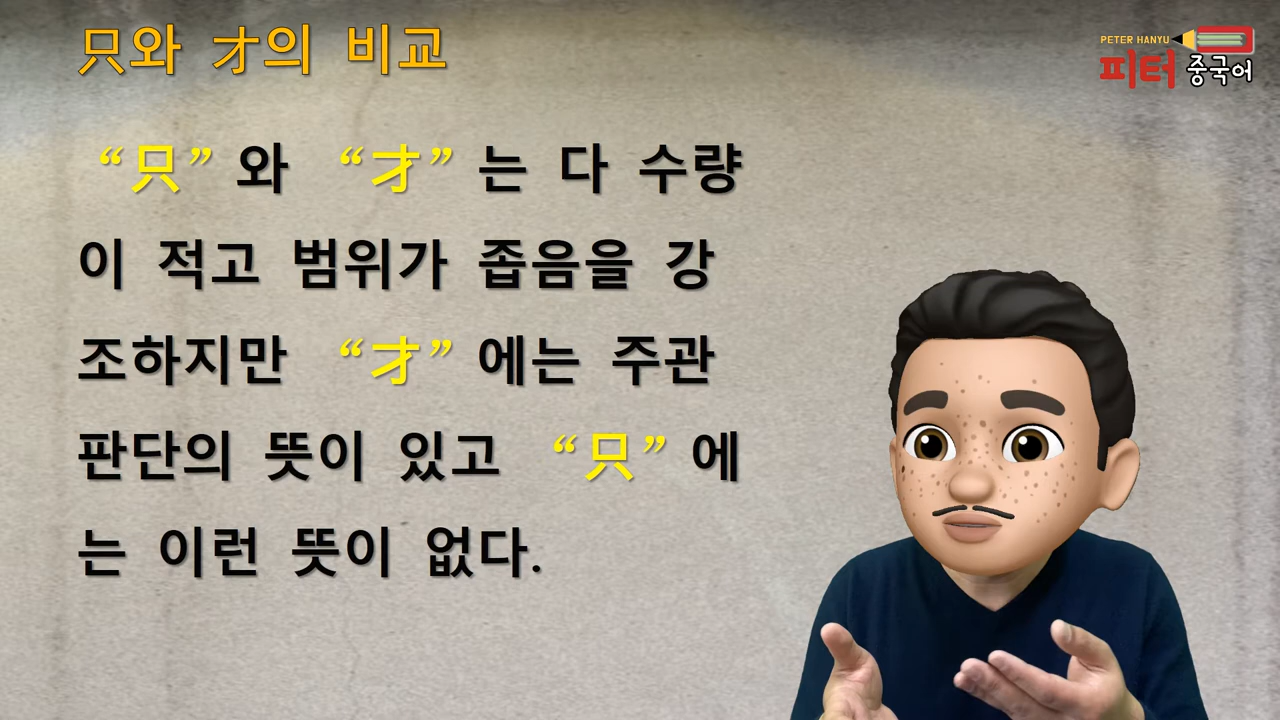 只와 才의 비교
PETER HANYU
피터 중국어
“只”와 “才”는 다 수량
이 적고 범위가 좁음을 강
조하지만 “才”에는 주관
판단의 뜻이 있고 “只”에
는 이런 뜻이 없다.